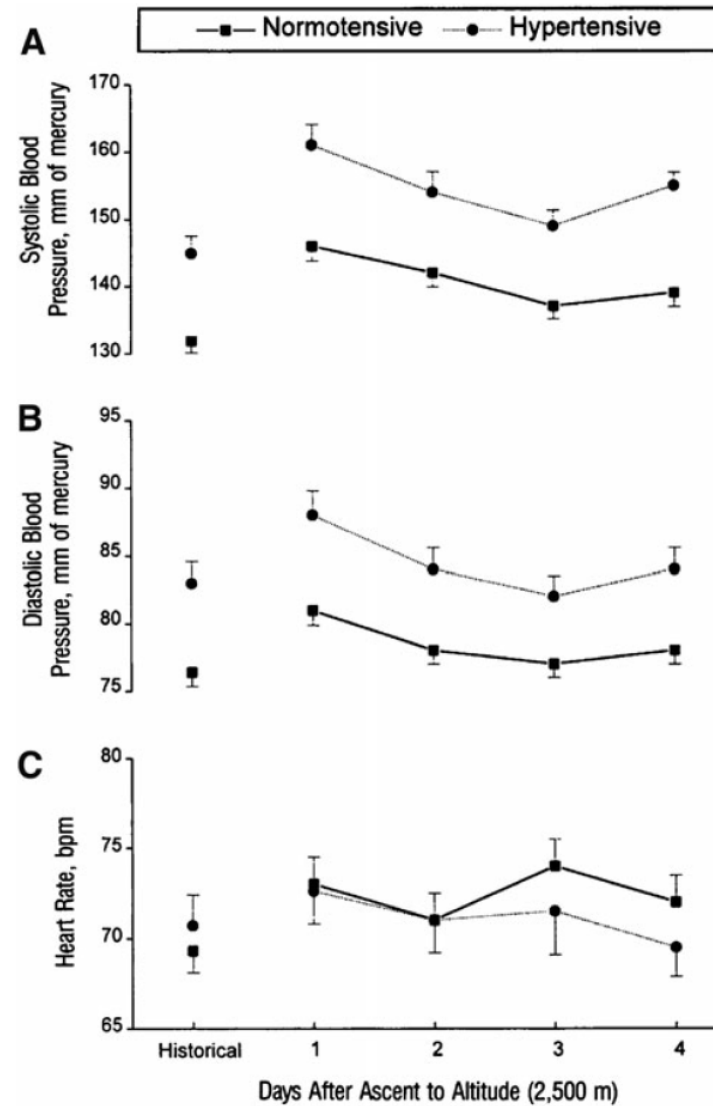 Normotensive Hypertensive
A
Systolic Blood
Pressure, mm of mercury
170
160
150
140
130
B
Diastolic Blood
Pressure, mm of mercury
95
90
85
80
75
C
Heart Rate, bpm
80
75
70
65
Historical 1 2 3 4
Days After Ascent to Altitude (2,500 m)